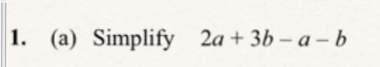 1. (a) Simplify 2a + 3b – a – b